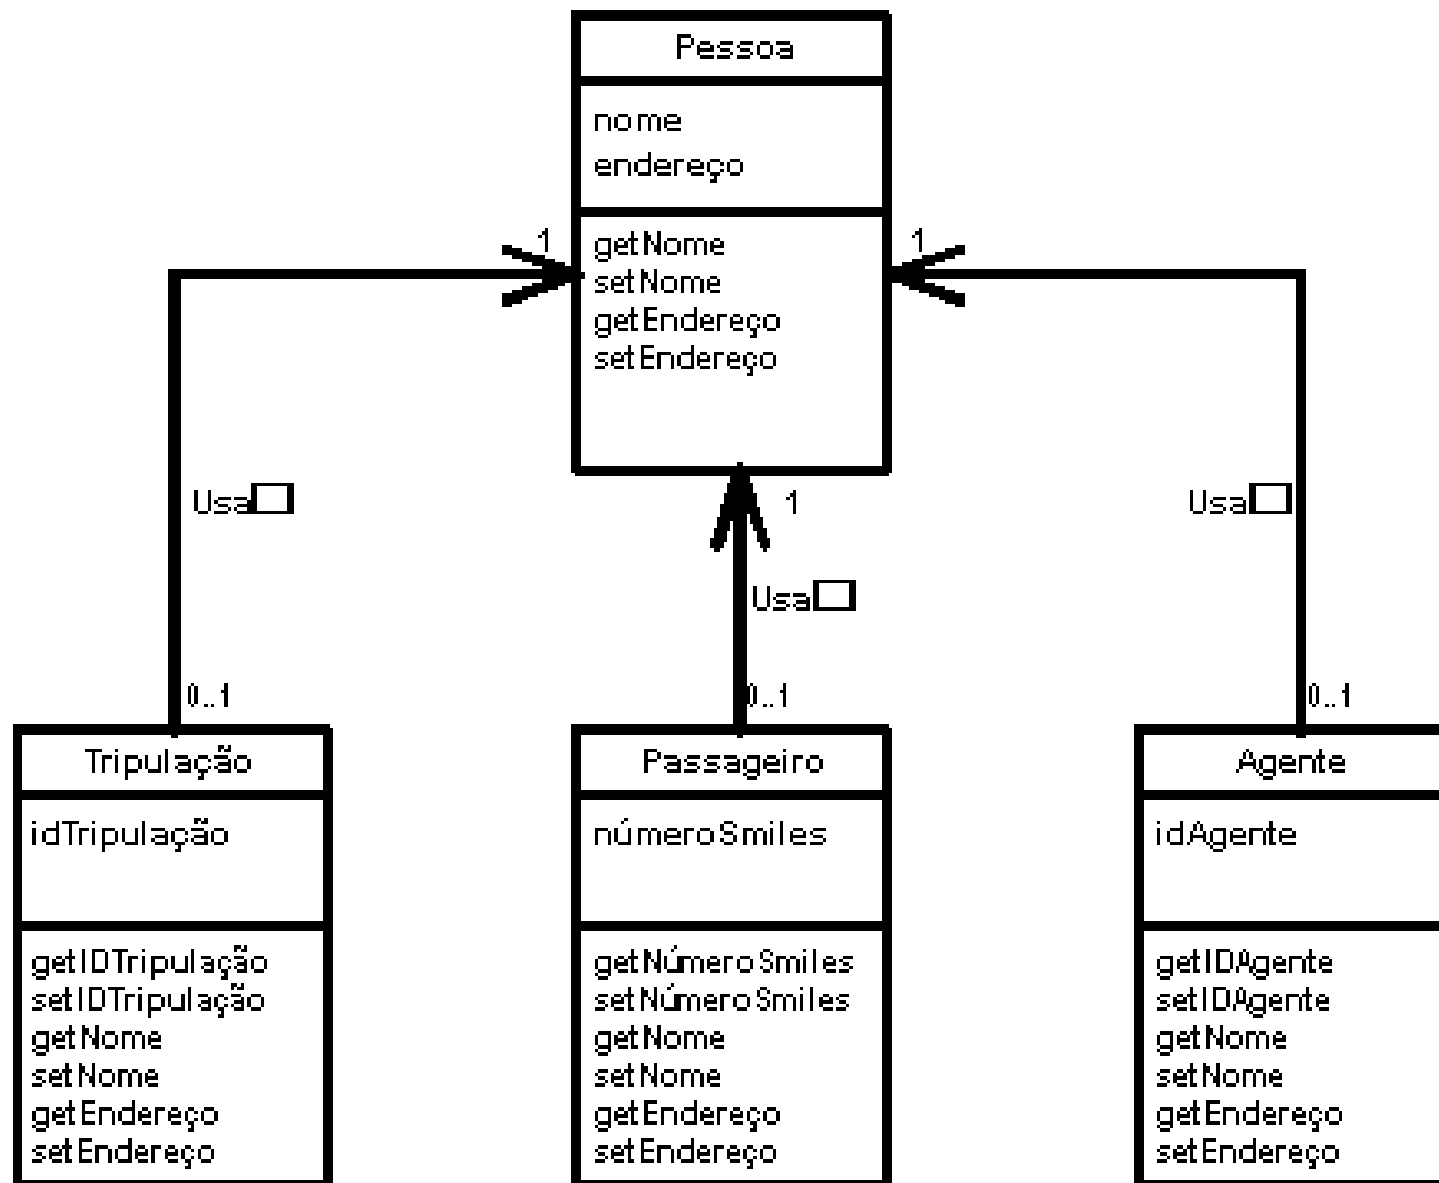 Pessoa
nome
endereço
1
1
getNome
setNome
getEndereço
setEndereço
Usa
1
Usa
Usa
0..1
0..1
0..1
Tripulação
idTripulação
getIDTripulação
setIDTripulação
getNome
setNome
getEndereço
setEndereço
Passageiro
númeroSmiles
getNúmeroSmiles
setNúmeroSmiles
getNome
setNome
getEndereço
setEndereço
Agente
idAgente
getIDAgente
setIDAgente
getNome
setNome
getEndereço
setEndereço